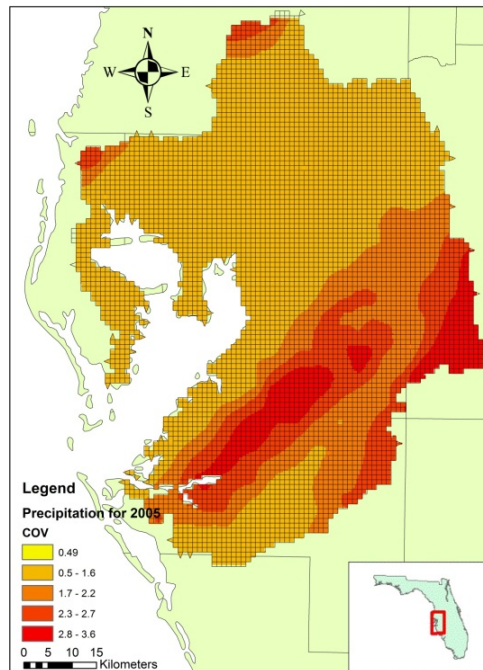 N
W E
S
Legend
Precipitation for 2005
COV
0.49
0.5 - 1.6
1.7 - 2.2
2.3 - 2.7
2.8 - 3.6
0 5 10 15
Kilometers